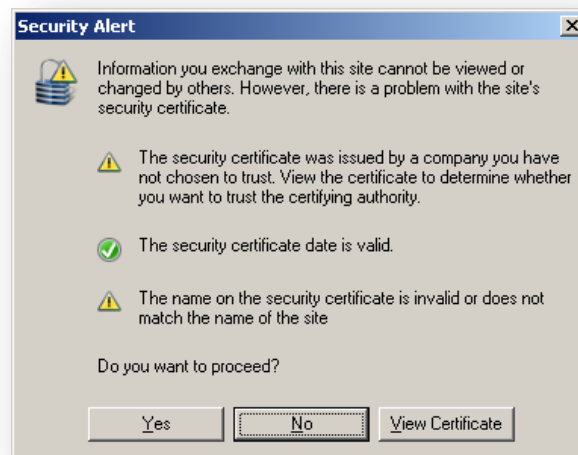 Security Alert
Information you exchange with this site cannot be viewed or
changed by others. However, there is a problem with the site's
security certificate.
The security certificate was issued by a company you have
not chosen to trust. View the certificate to determine whether
you want to trust the certifying authority.
The security certificate date is valid.
The name on the security certificate is invalid or does not
match the name of the site
Do you want to proceed?
Yes No View Certificate